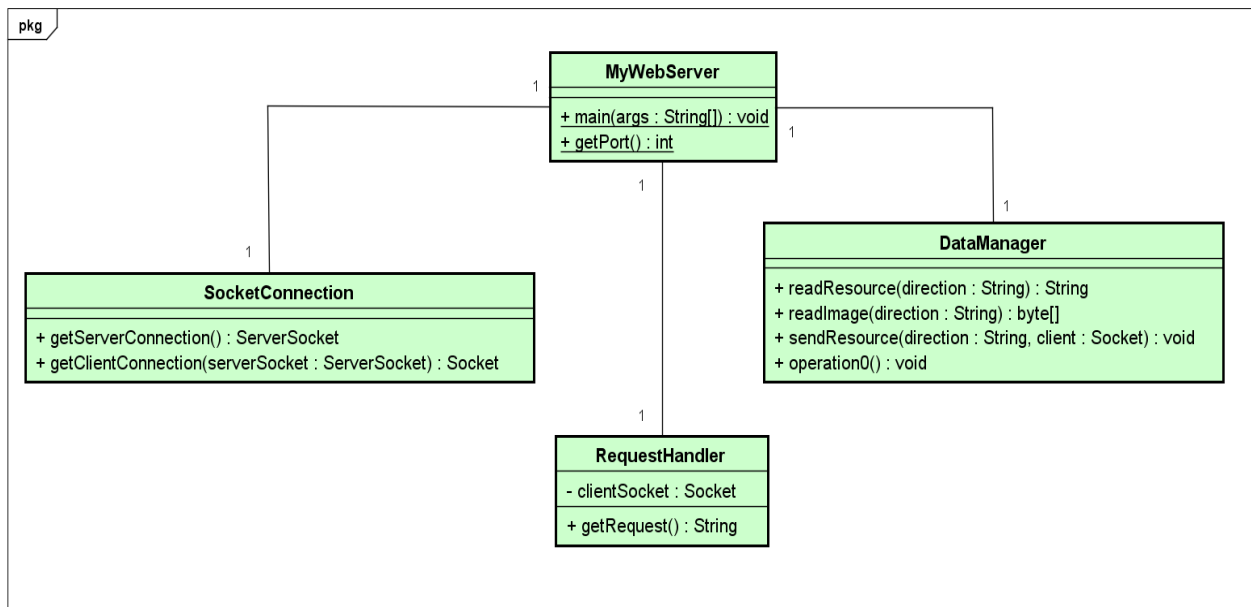 pkg
MyWebServer
+ main(args : String[]) : void
+ getPort() : int
1
1
1
1
1
1
SocketConnection
+ getServerConnection() : ServerSocket
+ getClientConnection(serverSocket : ServerSocket) : Socket
DataManager
+ readResource(direction : String) : String
+ readImage(direction : String) : byte[]
+ sendResource(direction : String, client : Socket) : void
+ operation0() : void
RequestHandler
- clientSocket : Socket
+ getRequest() : String